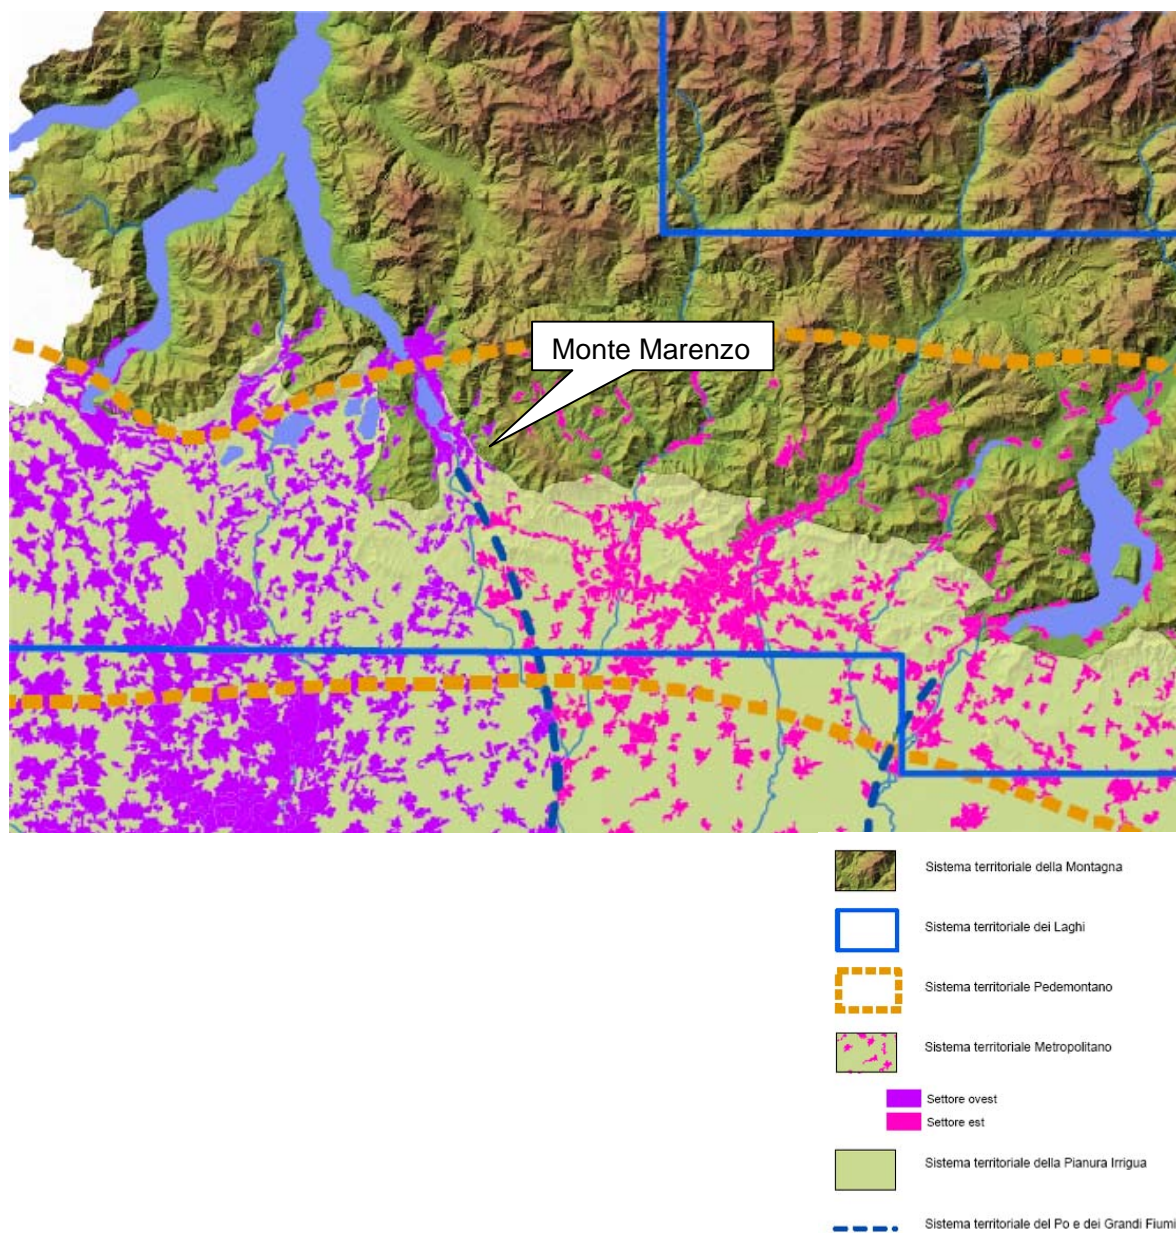 Monte Marenzo
Sistema territoriale della Montagna
Sistema territoriale dei Laghi
Sistema territoriale Pedemontano
Sistema territoriale Metropolitano
Settore ovest
Settore est
Sistema territoriale della Pianura Irrigua
Sistema territoriale del Po e dei Grandi Fiumi